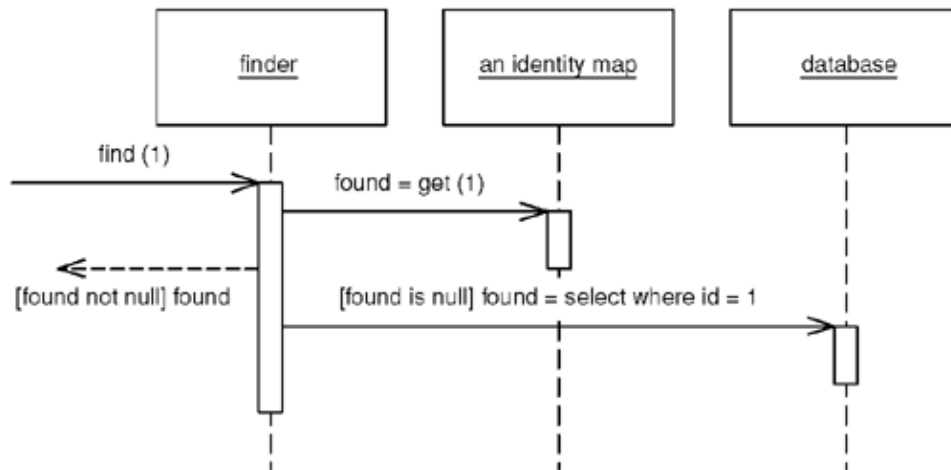 finder
an identity map
database
find (1)
found = get (1)
[found not null] found
[found is null] found = select where id = 1